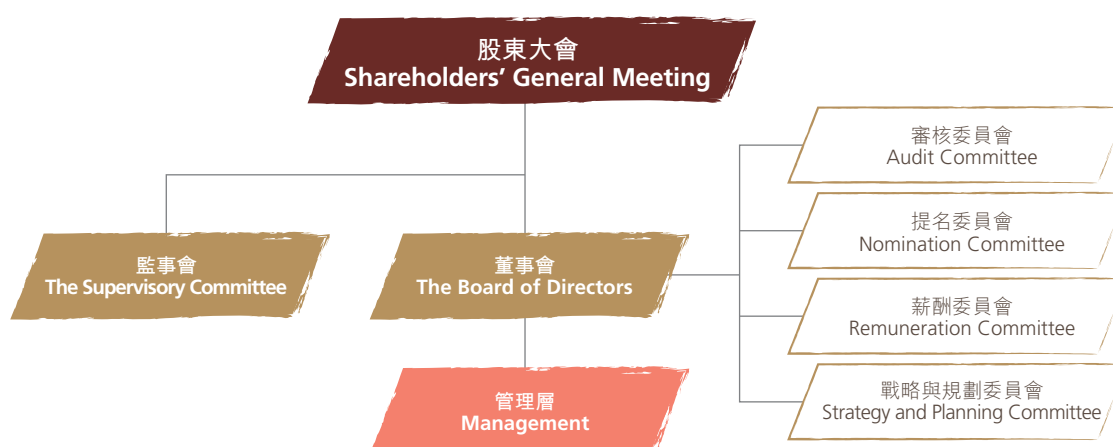 股東大會
Shareholders' General Meeting
審核委員會
Audit Committee
提名委員會
Nomination Committee
監事會
The Supervisory Committee
董事會
The Board of Directors
薪酬委員會
Remuneration Committee
管理層
Management
戰略與規劃委員會
Strategy and Planning Committee